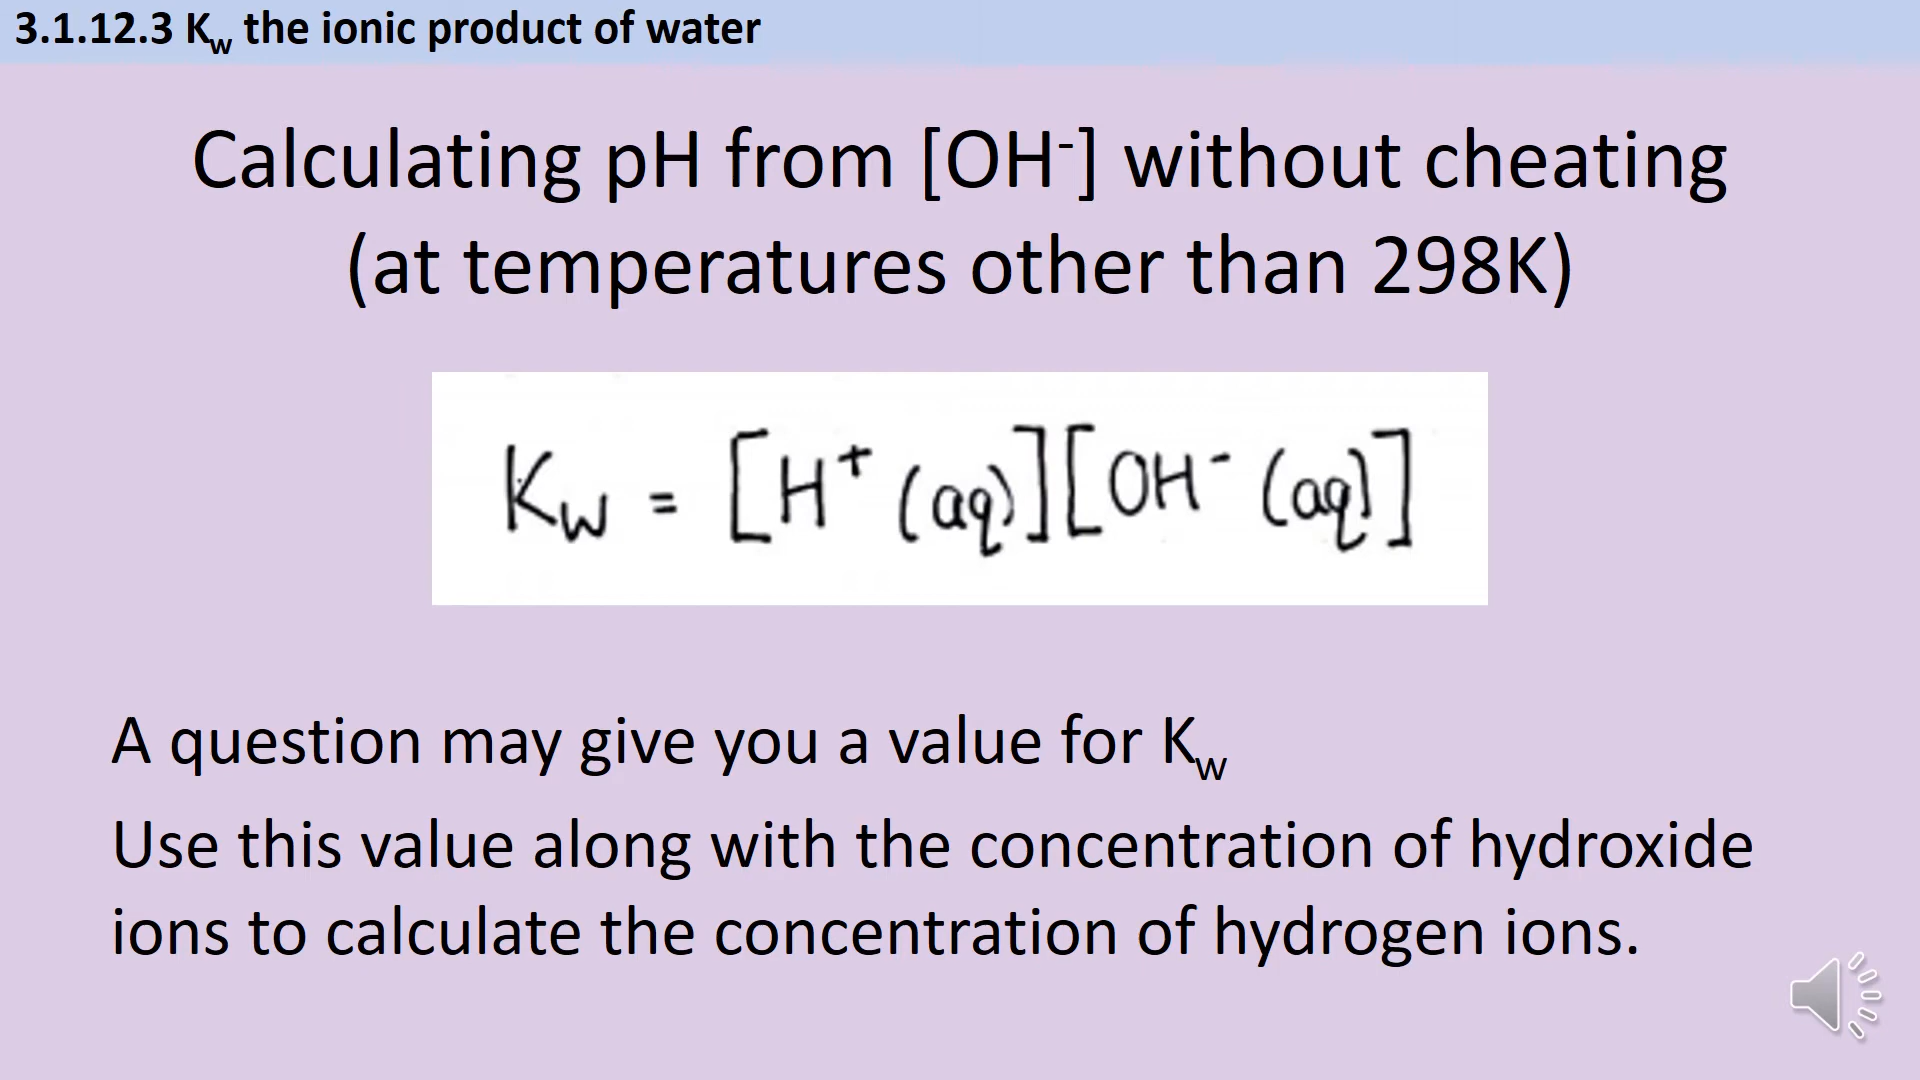 3.1.12.3 Kw the ionic product of water
Calculating pH from [OH-] without cheating
(at temperatures other than 298K)
Kw = [H+ (aq)][OH- (aq)]
A question may give you a value for Kw
Use this value along with the concentration of hydroxide
ions to calculate the concentration of hydrogen ions.